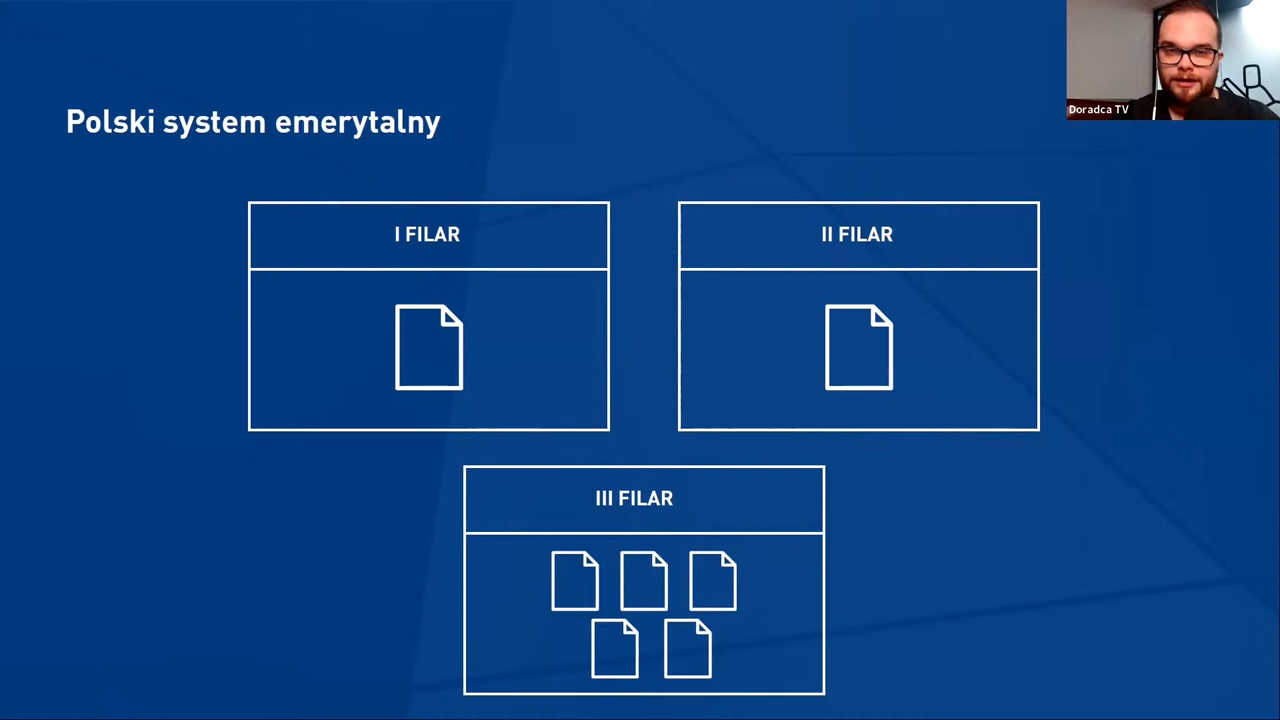 Doradca TV
Polski system emerytalny
I FILAR
II FILAR
III FILAR